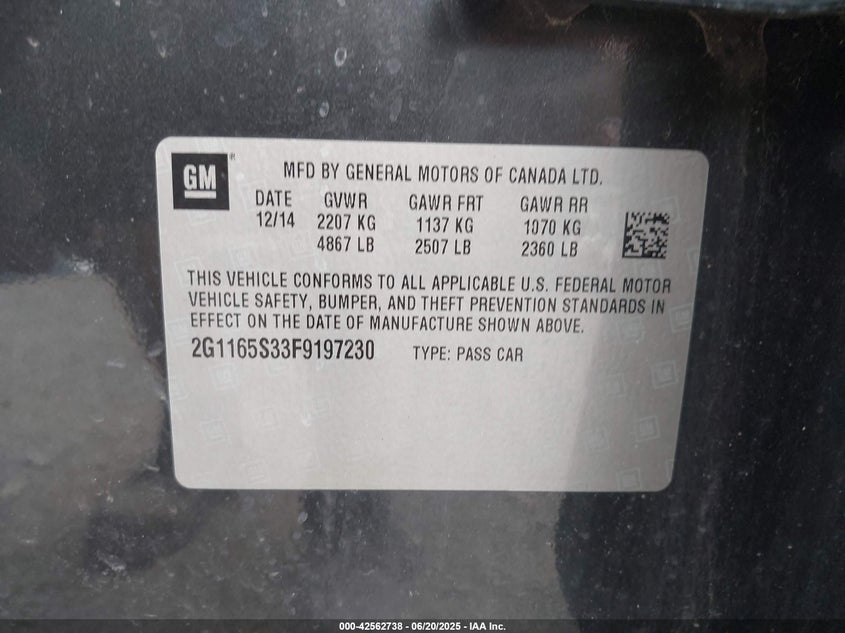 GM®
MFD BY GENERAL MOTORS OF CANADA LTD.
DATE GVWR GAWR FRT GAWR RR
12/14 2207 KG 1137 KG 1070 KG
4867 LB 2507 LB 2360 LB
THIS VEHICLE CONFORMS TO ALL APPLICABLE U.S. FEDERAL MOTOR
VEHICLE SAFETY, BUMPER, AND THEFT PREVENTION STANDARDS IN
EFFECT ON THE DATE OF MANUFACTURE SHOWN ABOVE.
2G1165S33F9197230 TYPE: PASS CAR
000-42562738 - 06/20/2025 - IAA Inc.